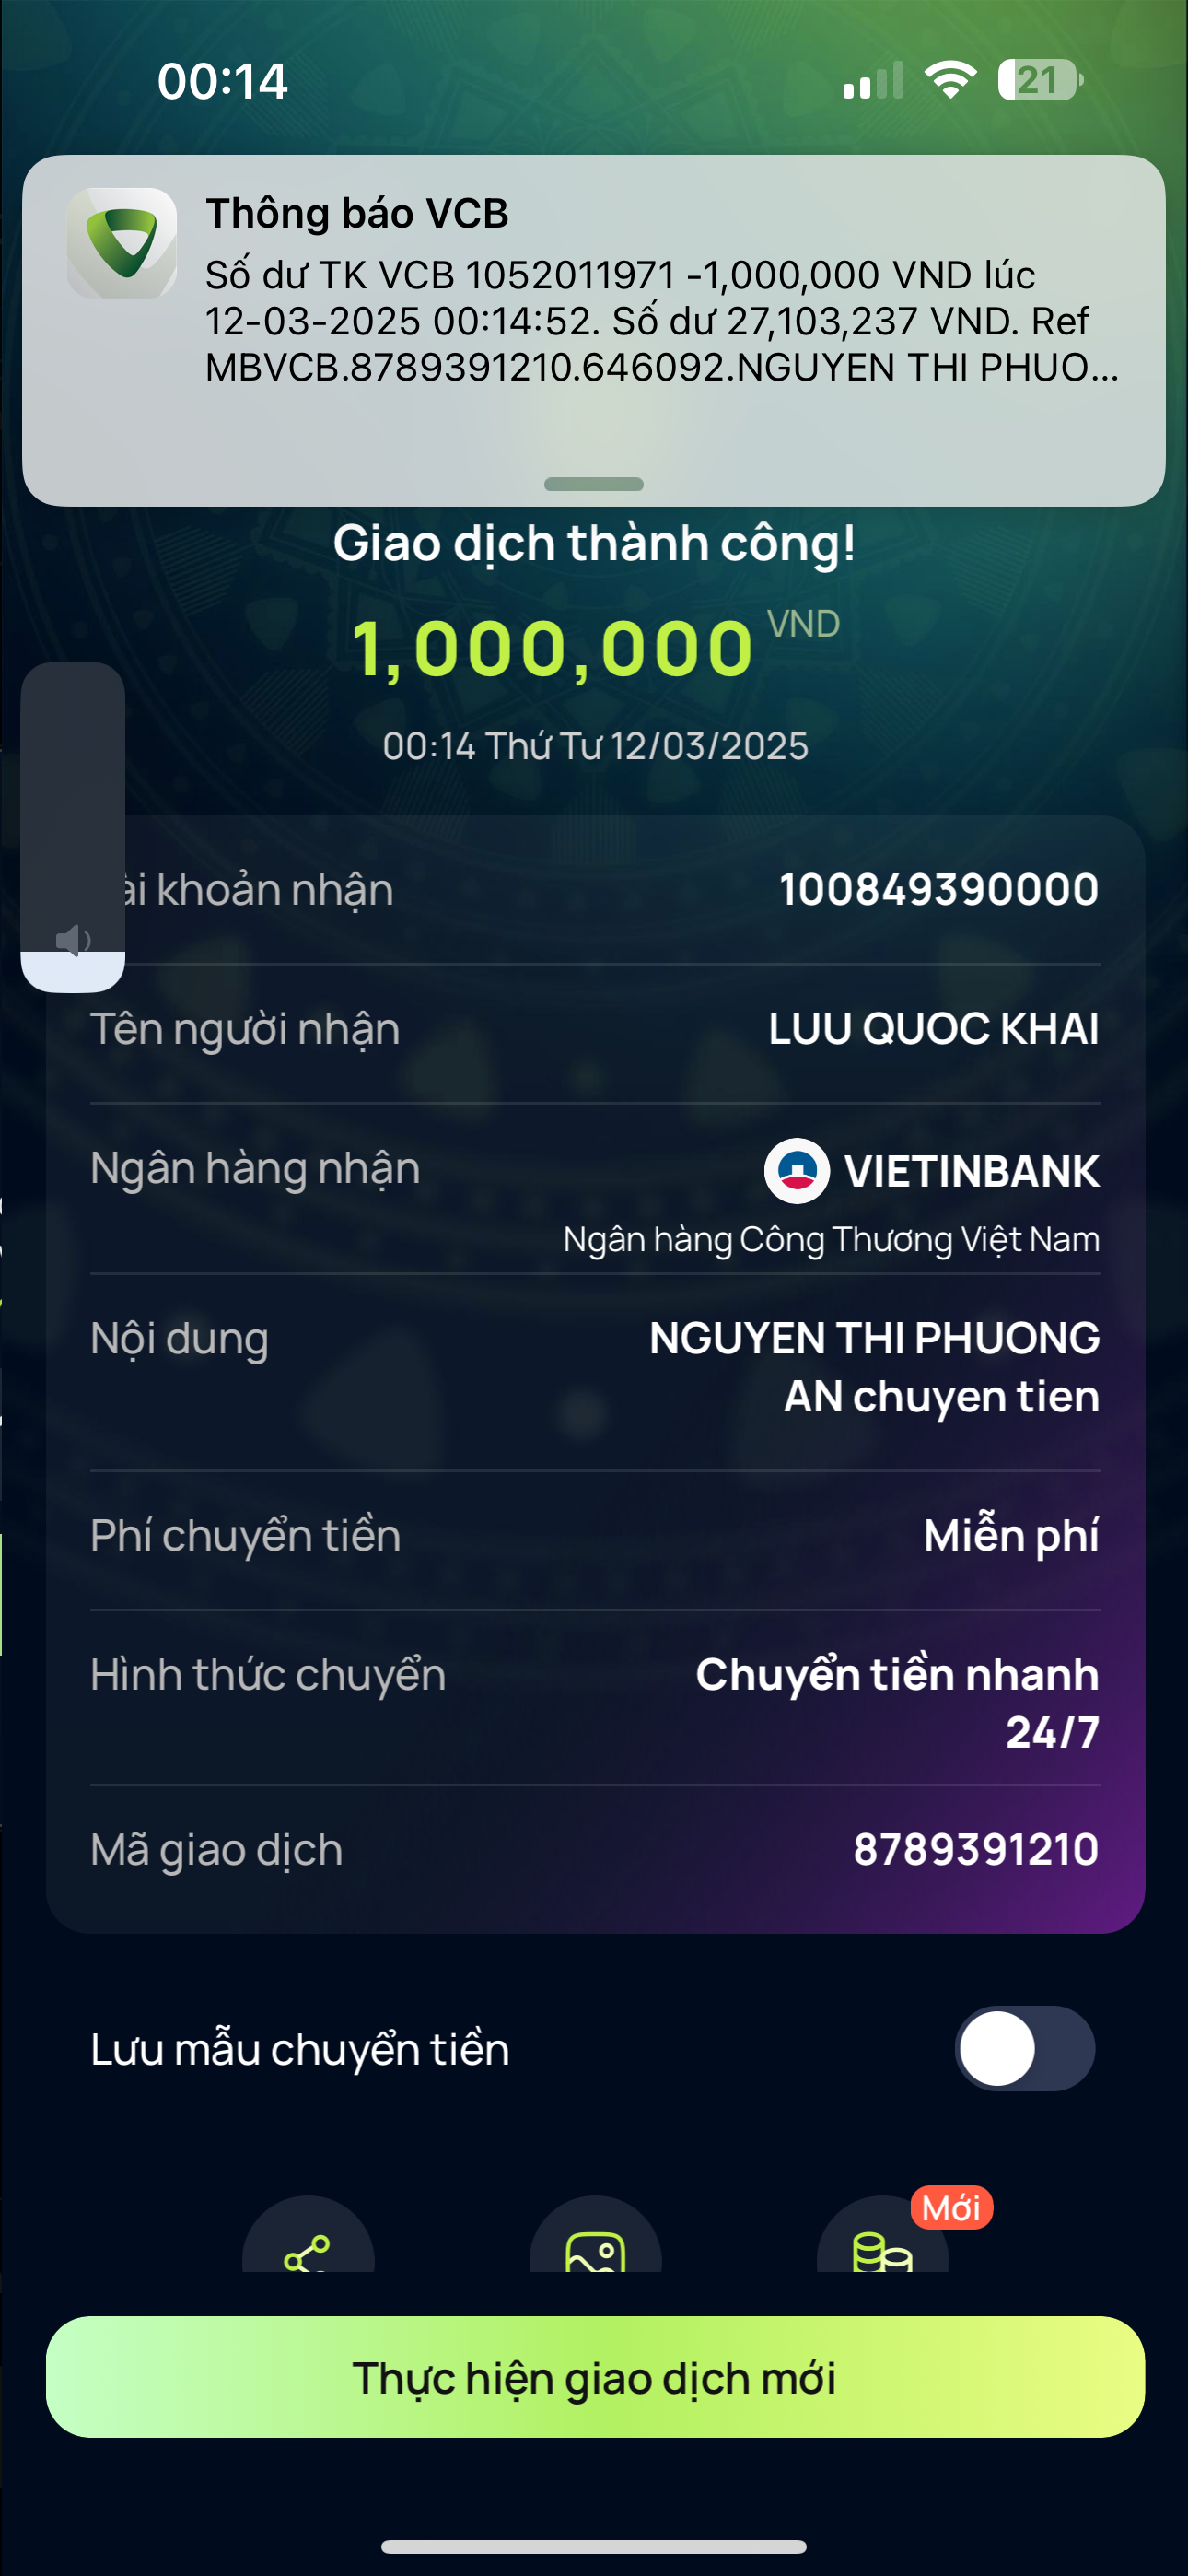 00:14
21
Thông báo VCB
Số dư TK VCB 1052011971 -1,000,000 VND lúc
12-03-2025 00:14:52. Số dư 27,103,237 VND. Ref
MBVCB.8789391210.646092.NGUYEN THI PHUO...
Giao dịch thành công!
1,000,000 VND
00:14 Thứ Tư 12/03/2025
ài khoản nhận 100849390000
Tên người nhận LUU QUOC KHAI
Ngân hàng nhận VIETINBANK
Ngân hàng Công Thương Việt Nam
Nội dung NGUYEN THI PHUONG
AN chuyen tien
Phí chuyển tiền Miễn phí
Hình thức chuyển Chuyển tiền nhanh
24/7
Mã giao dịch 8789391210
Lưu mẫu chuyển tiền
Mới
Thực hiện giao dịch mới